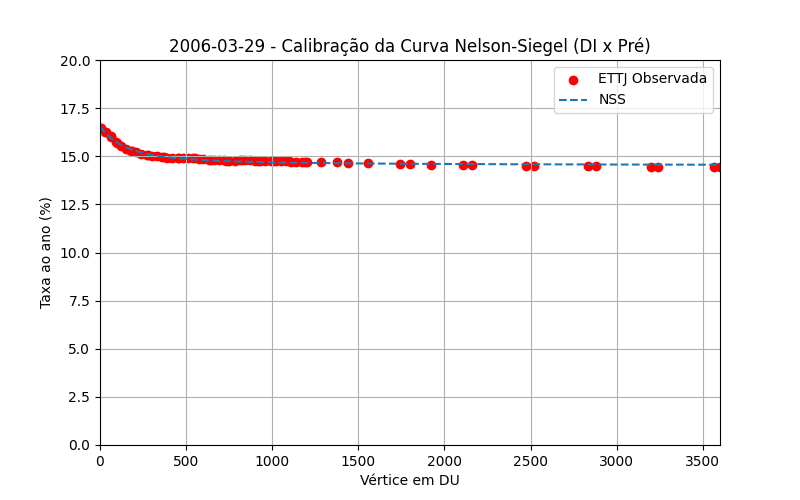 2006-03-29 - Calibração da Curva Nelson-Siegel (DI x Pré)
ETTJ Observada
NSS
20.0
17.5
15.0
12.5
10.0
7.5
5.0
2.5
0.0
Taxa ao ano (%)
0 500 1000 1500 2000 2500 3000 3500
Vértice em DU